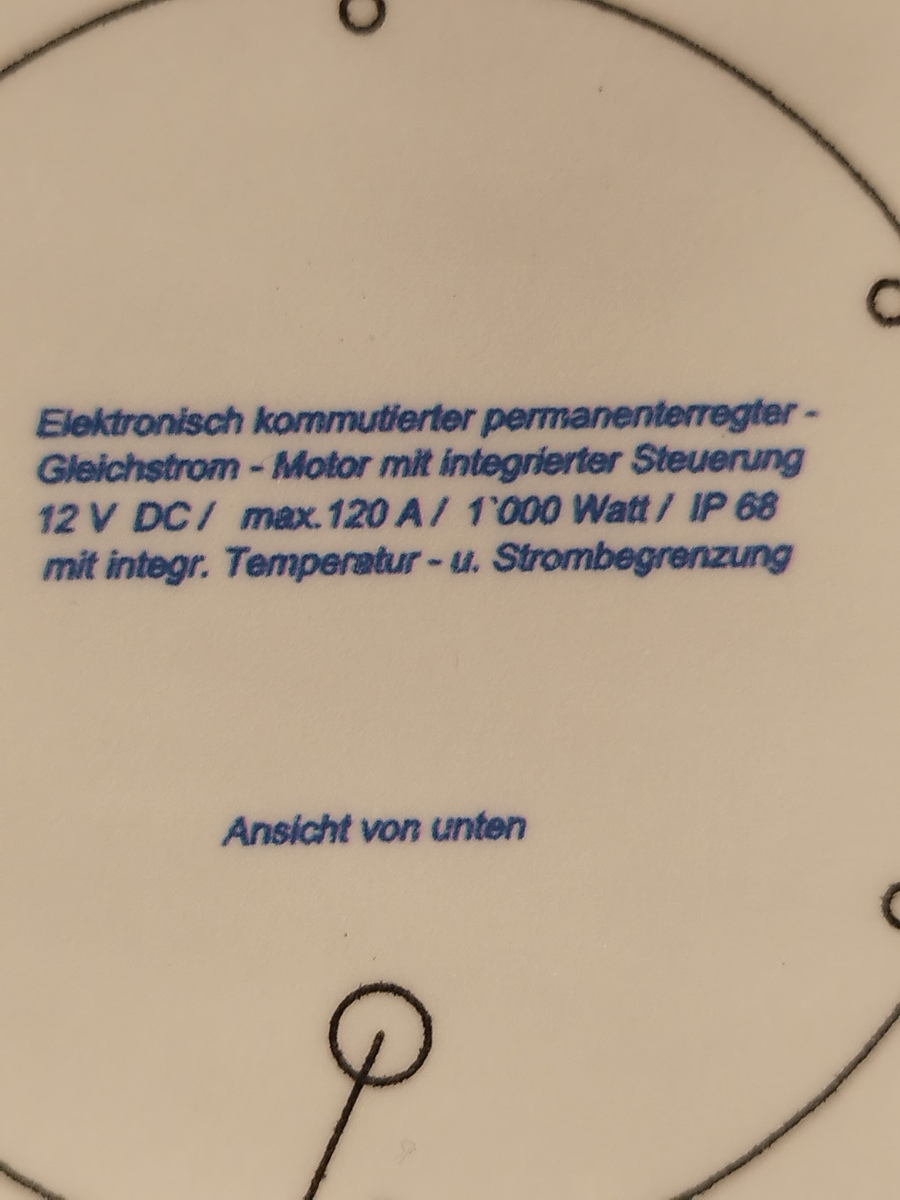 Elektronisch kommutierter permanenterregter -
Gleichstrom - Motor mit integrierter Steuerung
12 V DC / max. 120 A / 1`000 Watt / IP 68
mit integr. Temperatur - u. Strombegrenzung
Ansicht von unten